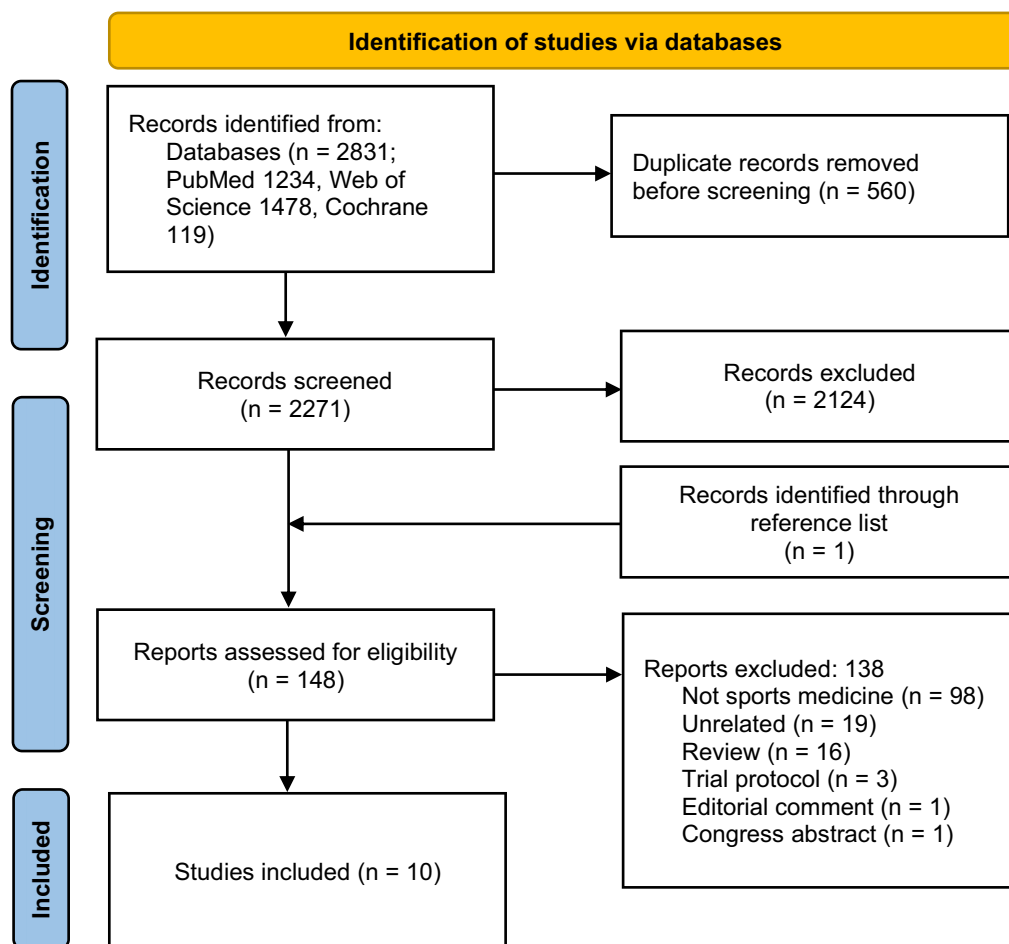 Identification of studies via databases
Identification
Records identified from:
Databases (n = 2831;
PubMed 1234, Web of
Science 1478, Cochrane
119)
Duplicate records removed
before screening (n = 560)
Screening
Records screened
(n = 2271)
Records excluded
(n = 2124)
Records identified through
reference list
(n = 1)
Reports assessed for eligibility
(n = 148)
Reports excluded: 138
Not sports medicine (n = 98)
Unrelated (n = 19)
Review (n = 16)
Trial protocol (n = 3)
Editorial comment (n = 1)
Congress abstract (n = 1)
Included
Studies included (n = 10)